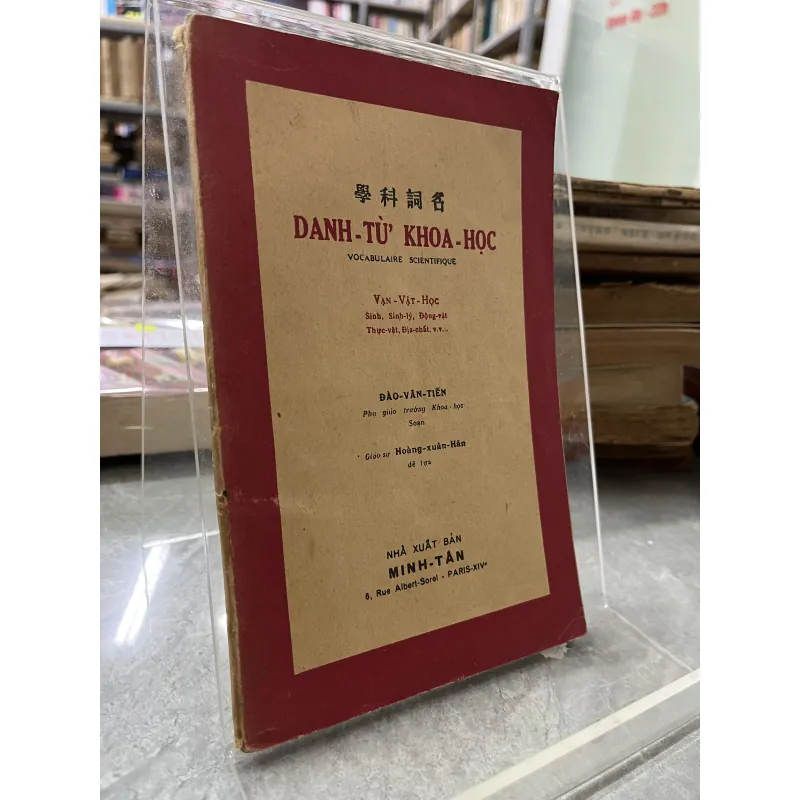 學科詞名
DANH-TỪ KHOA-HỌC
VOCABULAIRE SCIENTIFIQUE
VẠN-VẬT-HỌC
Sinh, Sinh-lý, Động-vật
Thực-vật, Địa-chất, v.v...
ĐÀO-VĂN-TIẾN
Phụ giáo trường Khoa-học
Soạn
Giáo sư Hoàng-xuân-Hãn
đề tựa
NHÀ XUẤT BẢN
MINH-TÂN
6, Rue Albert-Sorel - PARIS-XIVe